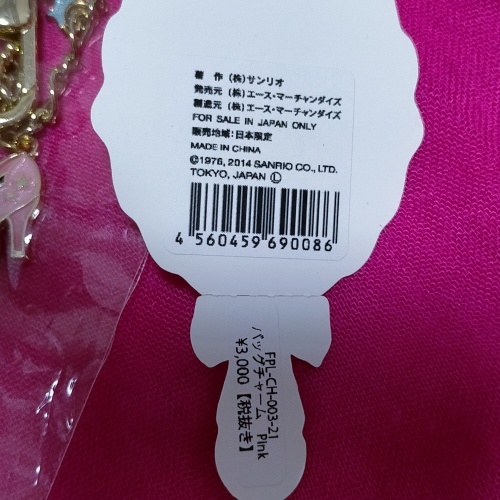 著 作 (株)サンリオ
発売元 (株)エース・マーチャンダイズ
製造元 (株)エース・マーチャンダイズ
FOR SALE IN JAPAN ONLY
販売地域:日本限定
MADE IN CHINA
©1976, 2014 SANRIO CO., LTD.
TOKYO, JAPAN Ⓛ
4 560459 690086
FPL-CH-003-21
バッグチャーム Pink
¥3,000【税抜き】